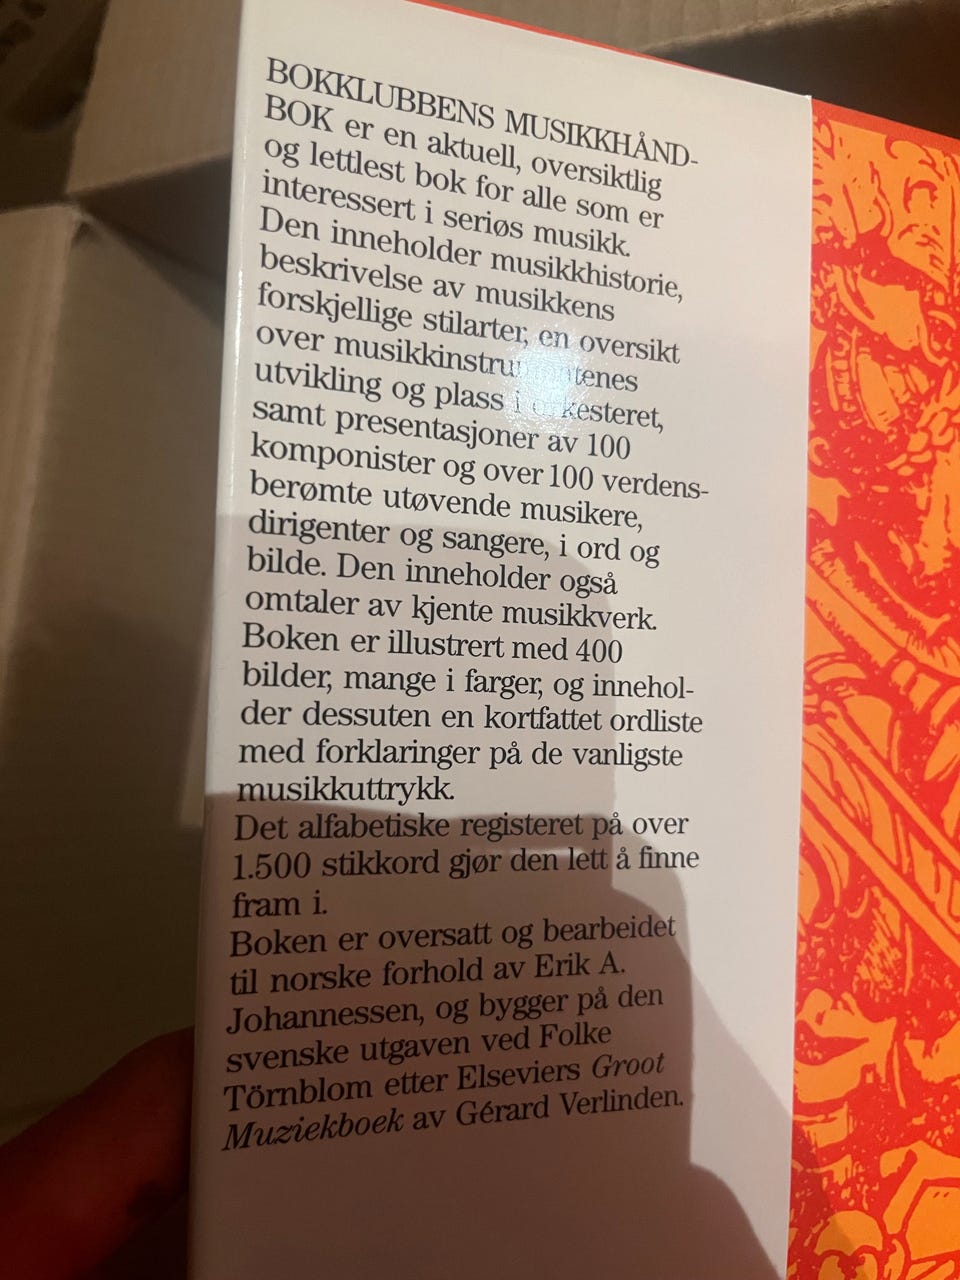 BOKKLUBBENS MUSIKKHÅND-
BOK er en aktuell, oversiktlig
og lettlest bok for alle som er
interessert i seriøs musikk.
Den inneholder musikkhistorie,
beskrivelse av musikkens
forskjellige stilarter, en oversikt
over musikkinstrumentenes
utvikling og plass i orkesteret,
samt presentasjoner av 100
komponister og over 100 verdens-
berømte utøvende musikere,
dirigenter og sangere, i ord og
bilde. Den inneholder også
omtaler av kjente musikkverk.
Boken er illustrert med 400
bilder, mange i farger, og innehol-
der dessuten en kortfattet ordliste
med forklaringer på de vanligste
musikkuttrykk.
Det alfabetiske registeret på over
1.500 stikkord gjør den lett å finne
fram i.
Boken er oversatt og bearbeidet
til norske forhold av Erik A.
Johannessen, og bygger på den
svenske utgaven ved Folke
Törnblom etter Elseviers Groot
Muziekboek av Gérard Verlinden.